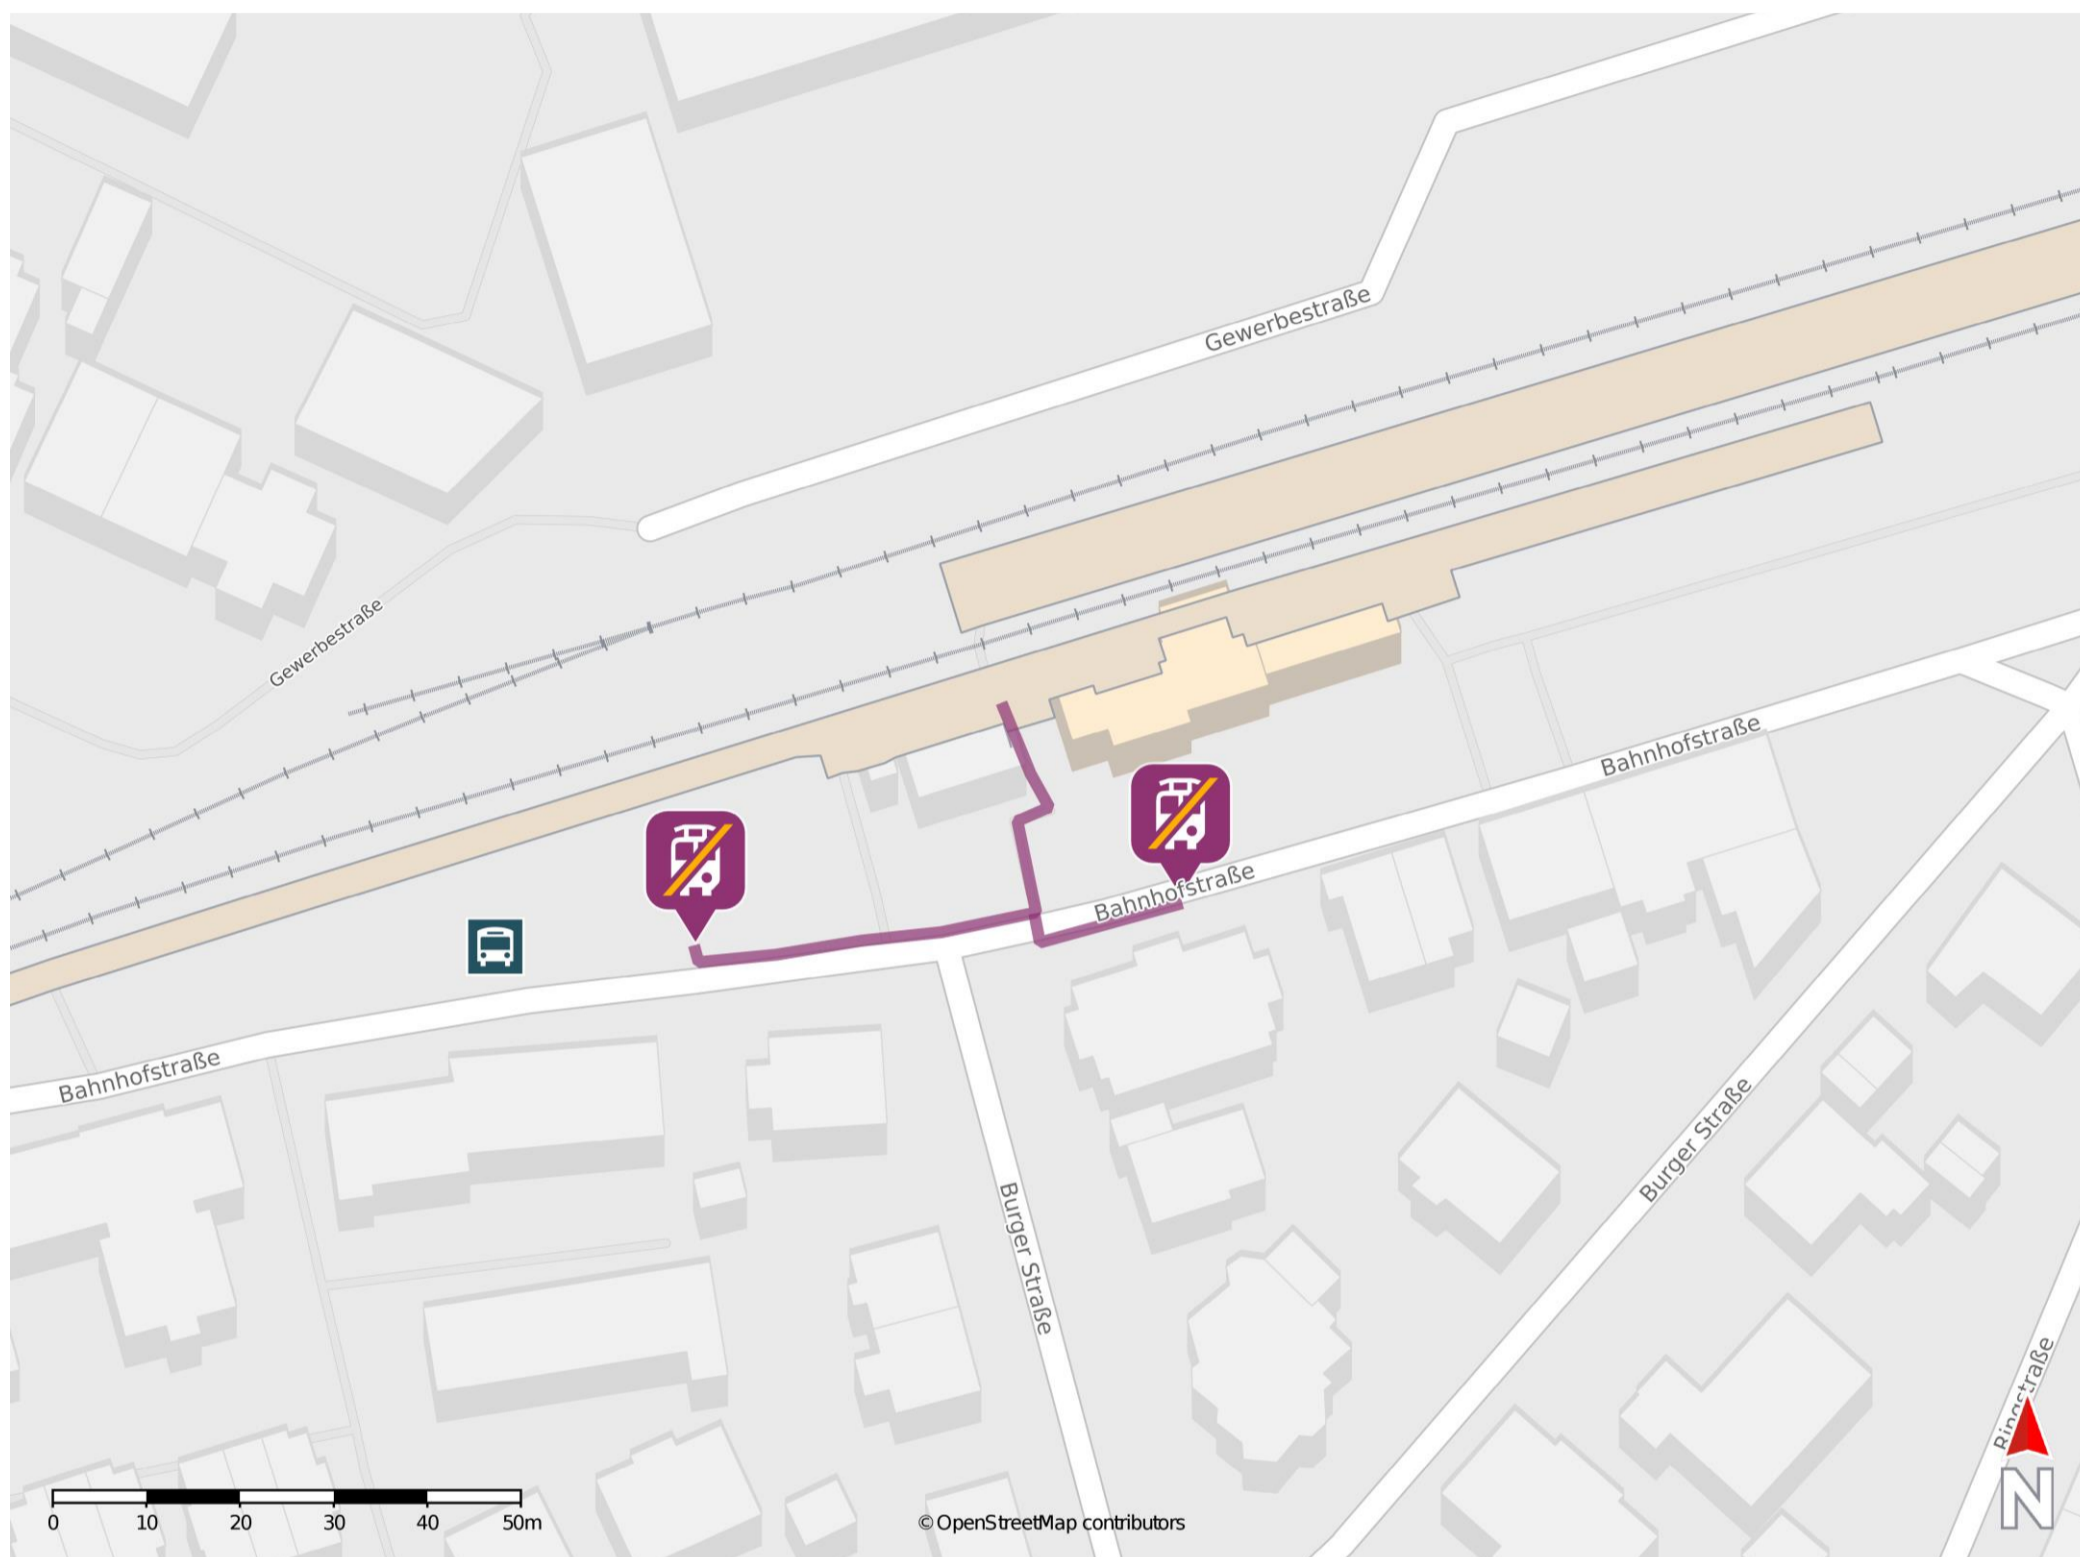 Gewerbestraße
Gewerbestraße
Bahnhofstraße
Bahnhofstraße
Bahnhofstraße
Burger Straße
Burger Straße
Ringstraße
N
0 10 20 30 40 50m
© OpenStreetMap contributors